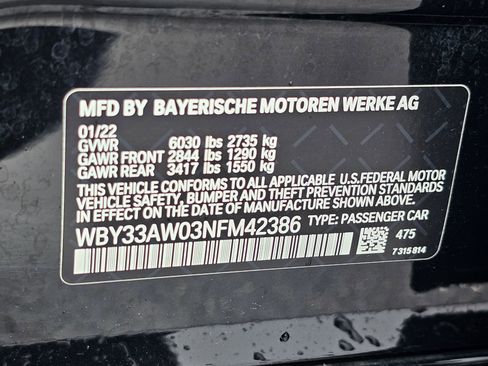 MFD BY BAYERISCHE MOTOREN WERKE AG
01/22
GVWR 6030 lbs 2735 kg
GAWR FRONT 2844 lbs 1290 kg
GAWR REAR 3417 lbs 1550 kg
THIS VEHICLE CONFORMS TO ALL APPLICABLE U.S.FEDERAL MOTOR
VEHICLE SAFETY, BUMPER AND THEFT PREVENTION STANDARDS
IN EFFECT ON THE DATE OF MANUFACTURE SHOWN ABOVE.
WBY33AW03NFM42386 TYPE: PASSENGER CAR
475
7315814